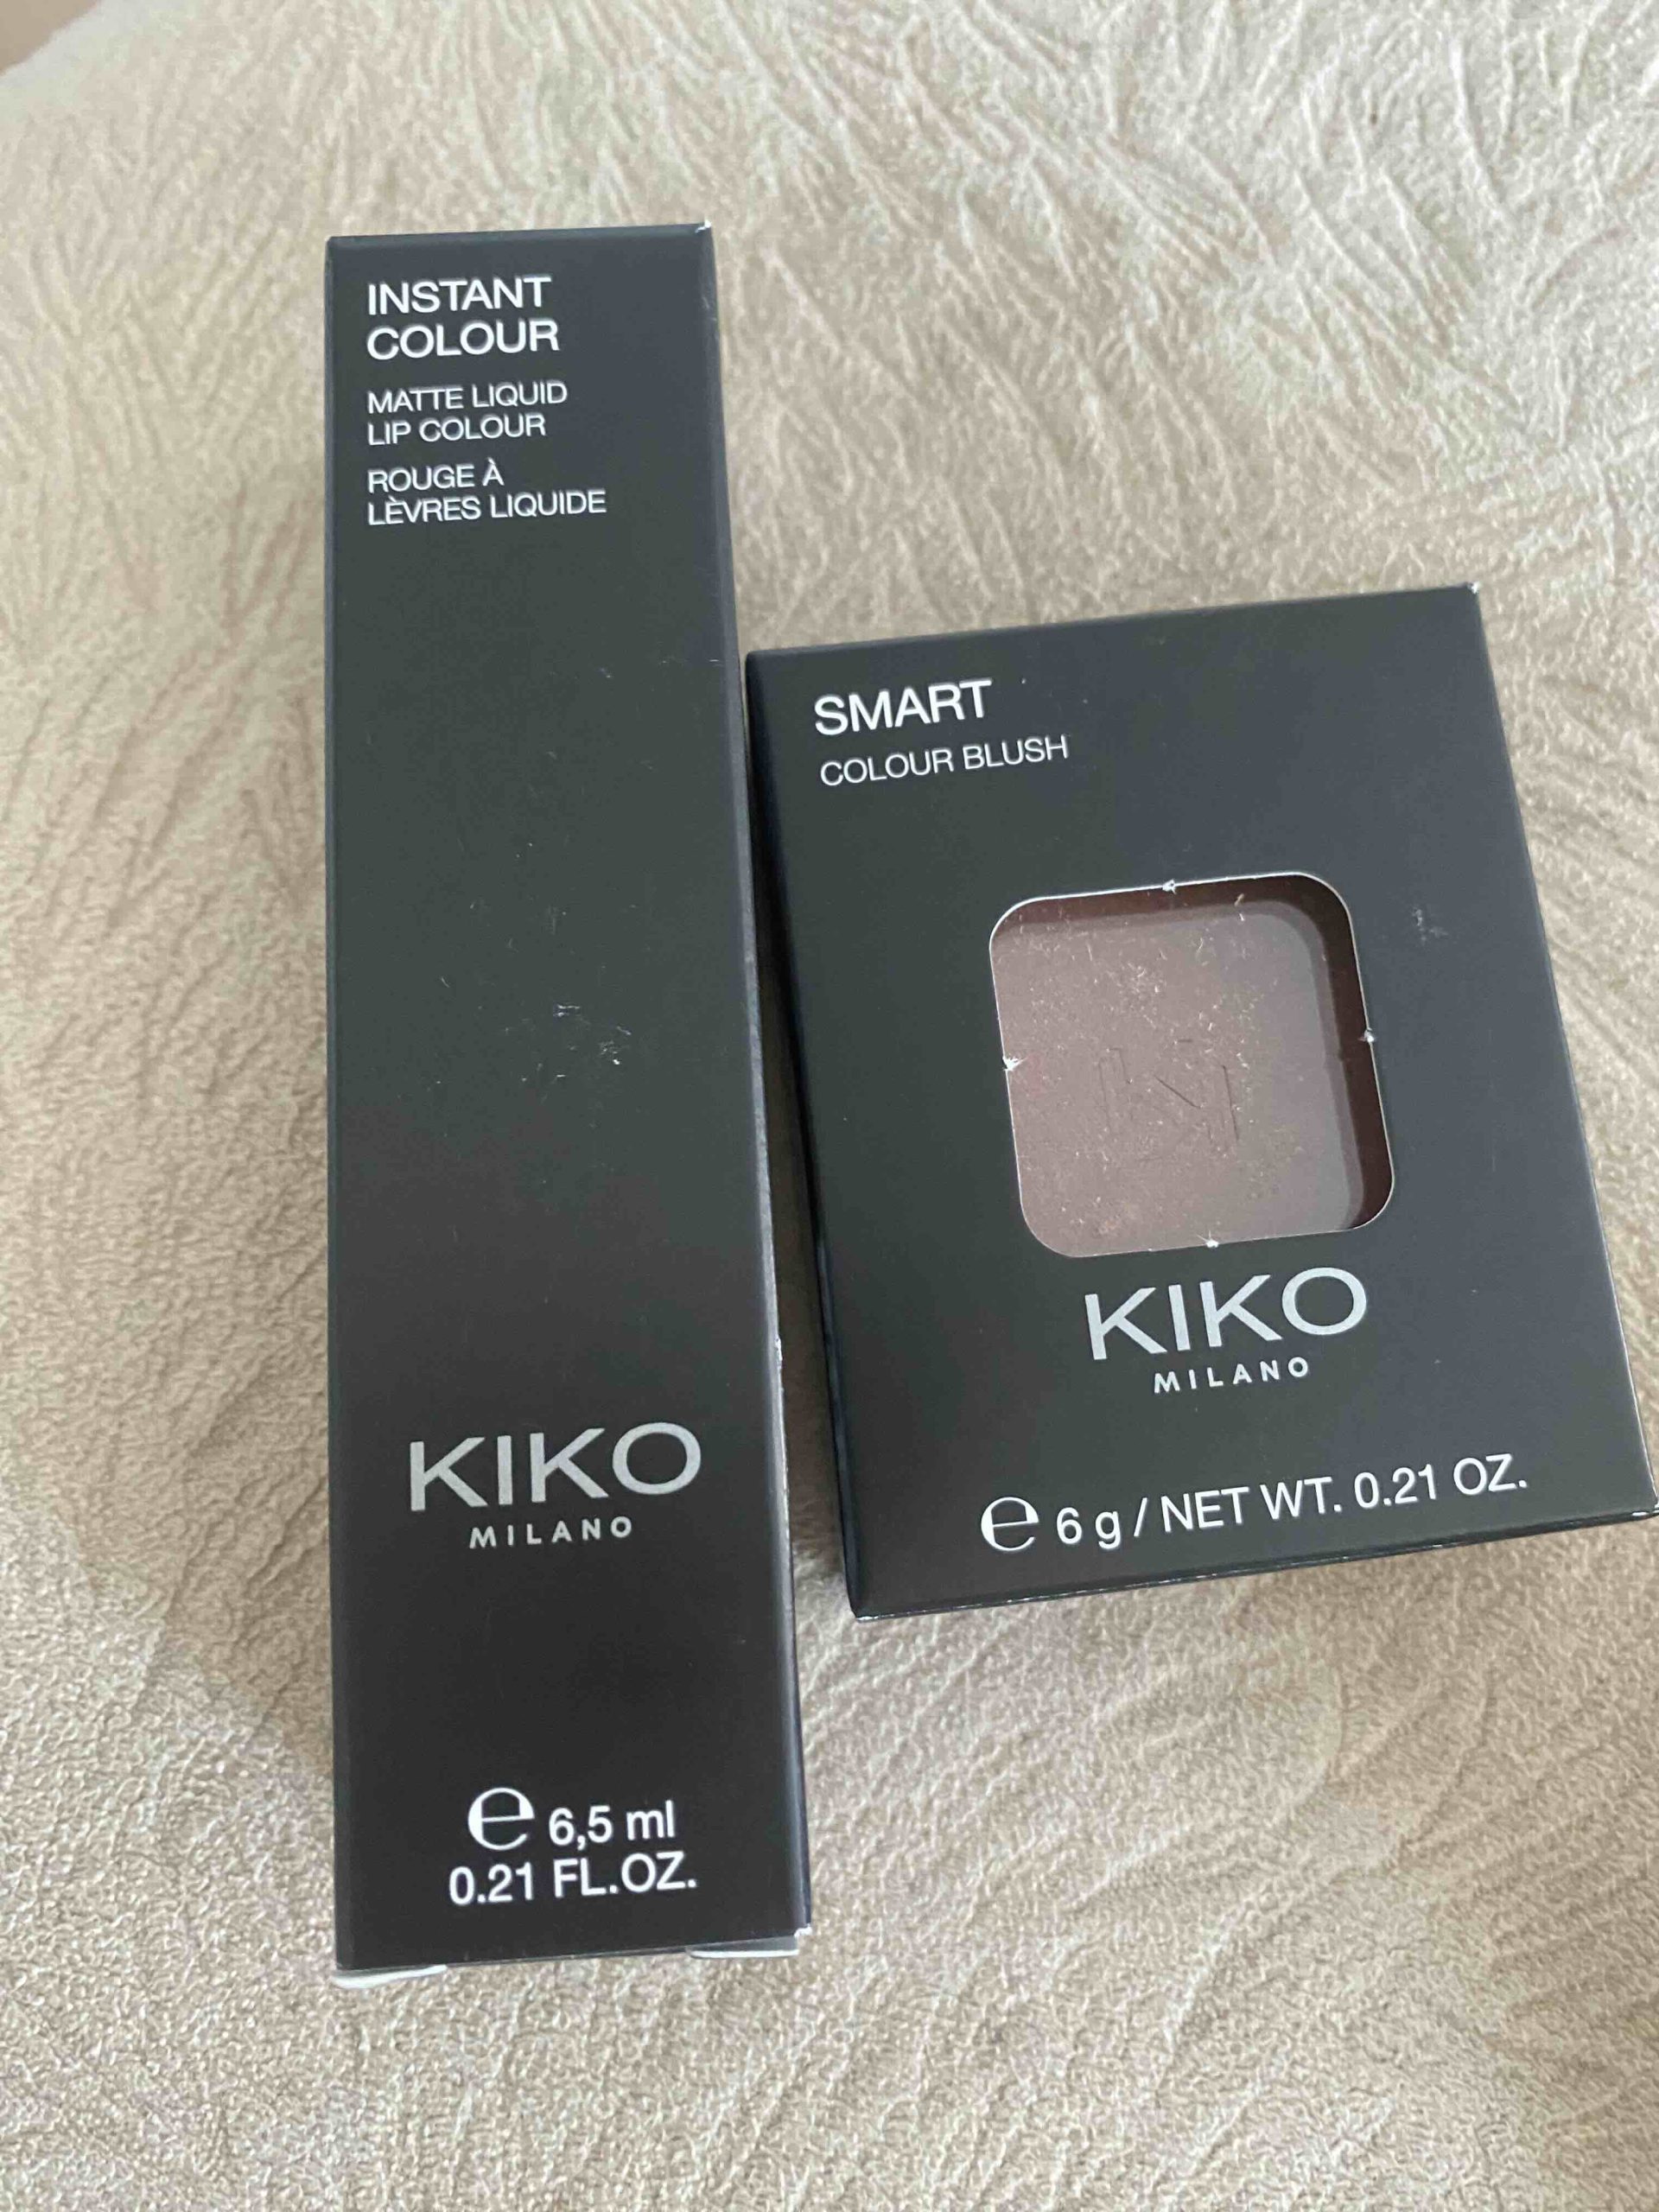 INSTANT
COLOUR
MATTE LIQUID
LIP COLOUR
ROUGE À
LÈVRES LIQUIDE
KIKO
MILANO
e 6,5 ml
0.21 FL.OZ.
SMART
COLOUR BLUSH
K
KIKO
MILANO
e 6 g / NET WT. 0.21 OZ.